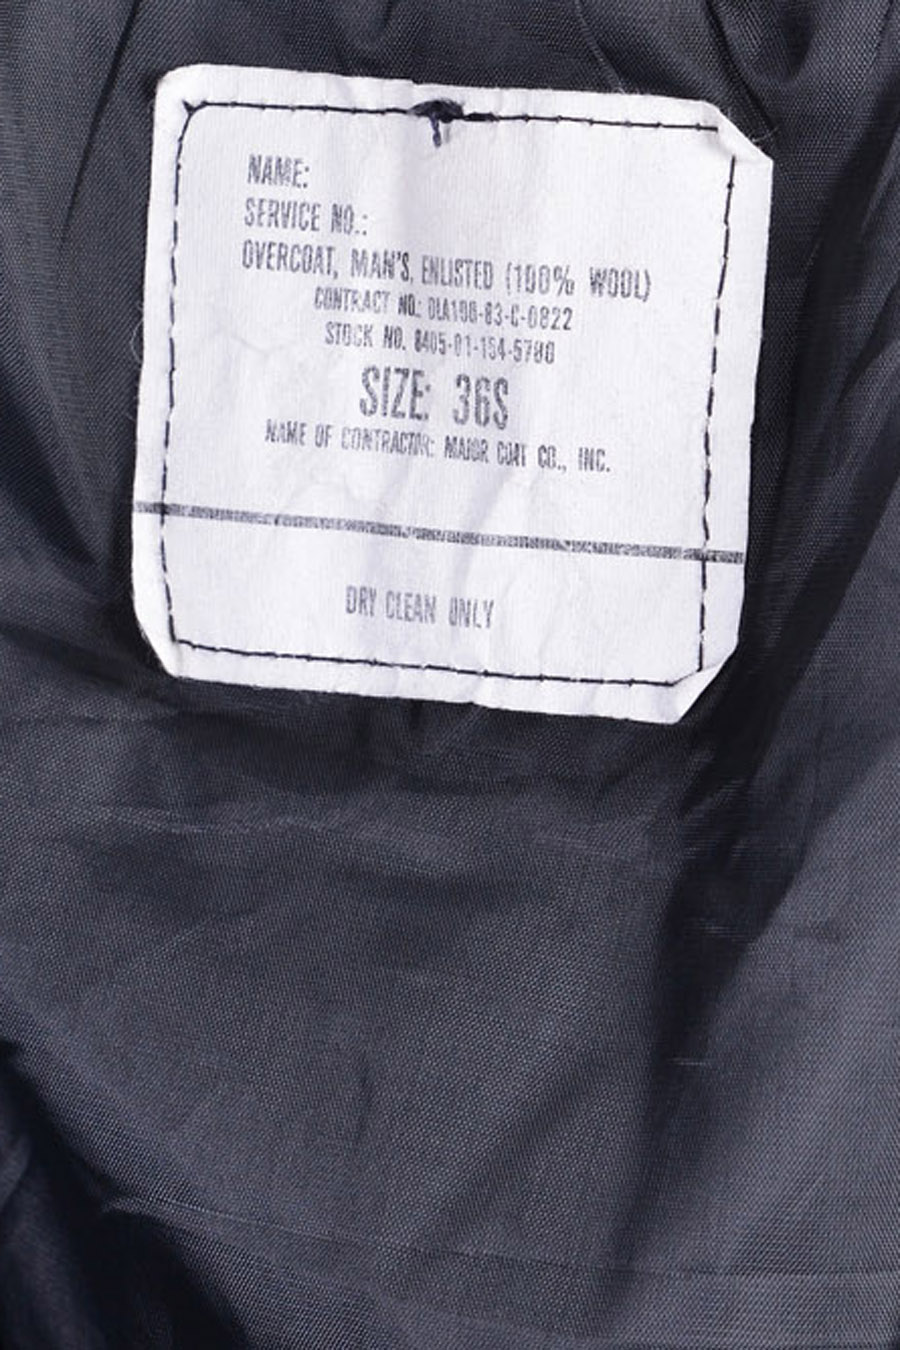 NAME:
SERVICE NO.:
OVERCOAT, MAN'S, ENLISTED (100% WOOL)
CONTRACT NO.: DLA100-83-C-0822
STOCK NO. 8405-01-154-5700
SIZE: 36S
NAME OF CONTRACTOR: MAJOR COAT CO., INC.
DRY CLEAN ONLY